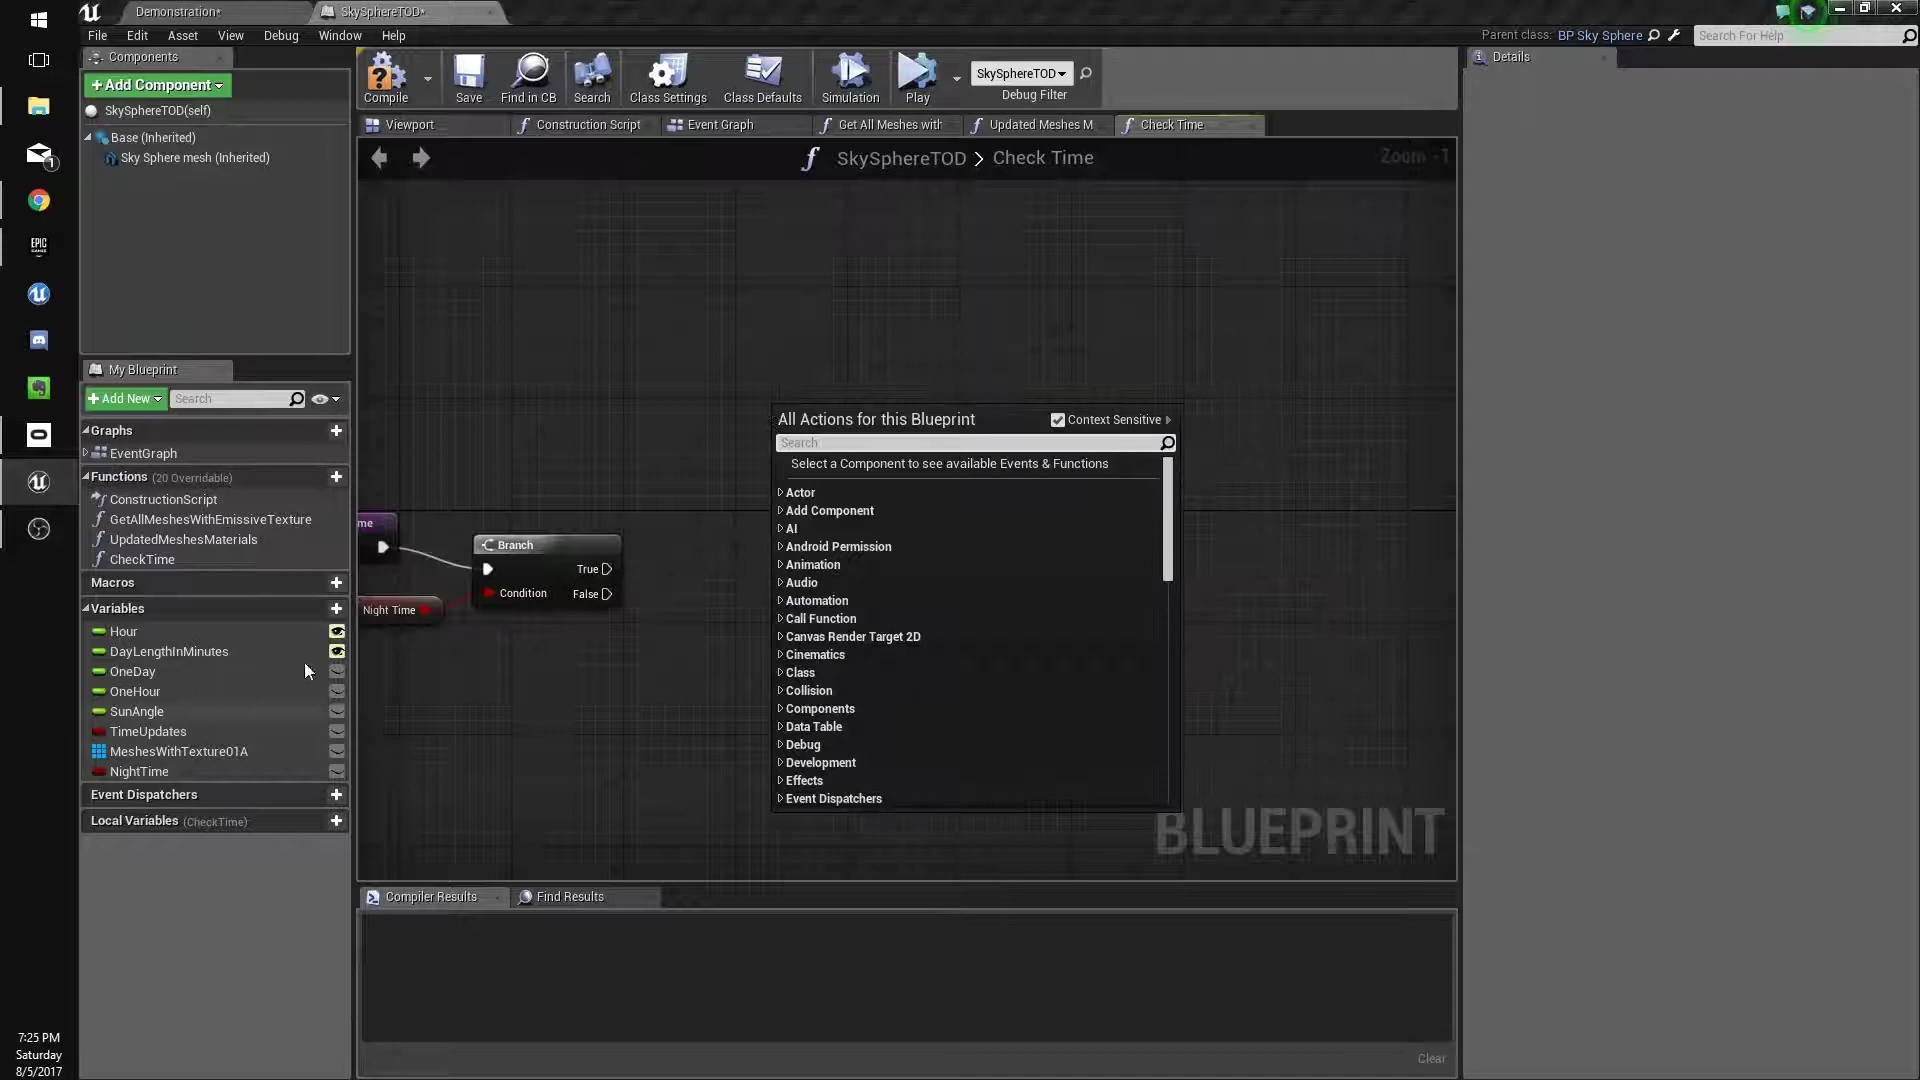 Demonstration*
SkySphereTOD*
File Edit Asset View Debug Window Help
Parent class: BP Sky Sphere
Search For Help
Components
Add Component
SkySphereTOD(self)
Base (Inherited)
Sky Sphere mesh (Inherited)
Compile
Save
Find in CB
Search
Class Settings
Class Defaults
Simulation
Play
SkySphereTOD
Debug Filter
Details
Viewport
Construction Script
Event Graph
Get All Meshes with
Updated Meshes M
Check Time
SkySphereTOD > Check Time
Zoom -1
My Blueprint
Add New
Search
Graphs
EventGraph
Functions (20 Overridable)
ConstructionScript
GetAllMeshesWithEmissiveTexture
UpdatedMeshesMaterials
CheckTime
Macros
Variables
Hour
DayLengthInMinutes
OneDay
OneHour
SunAngle
TimeUpdates
MeshesWithTexture01A
NightTime
Event Dispatchers
Local Variables (CheckTime)
me
Night Time
Branch
True
Condition
False
All Actions for this Blueprint
Context Sensitive
Search
Select a Component to see available Events & Functions
Actor
Add Component
AI
Android Permission
Animation
Audio
Automation
Call Function
Canvas Render Target 2D
Cinematics
Class
Collision
Components
Data Table
Debug
Development
Effects
Event Dispatchers
BLUEPRINT
Compiler Results
Find Results
Clear
EPIC
GAMES
1
7:25 PM
Saturday
8/5/2017